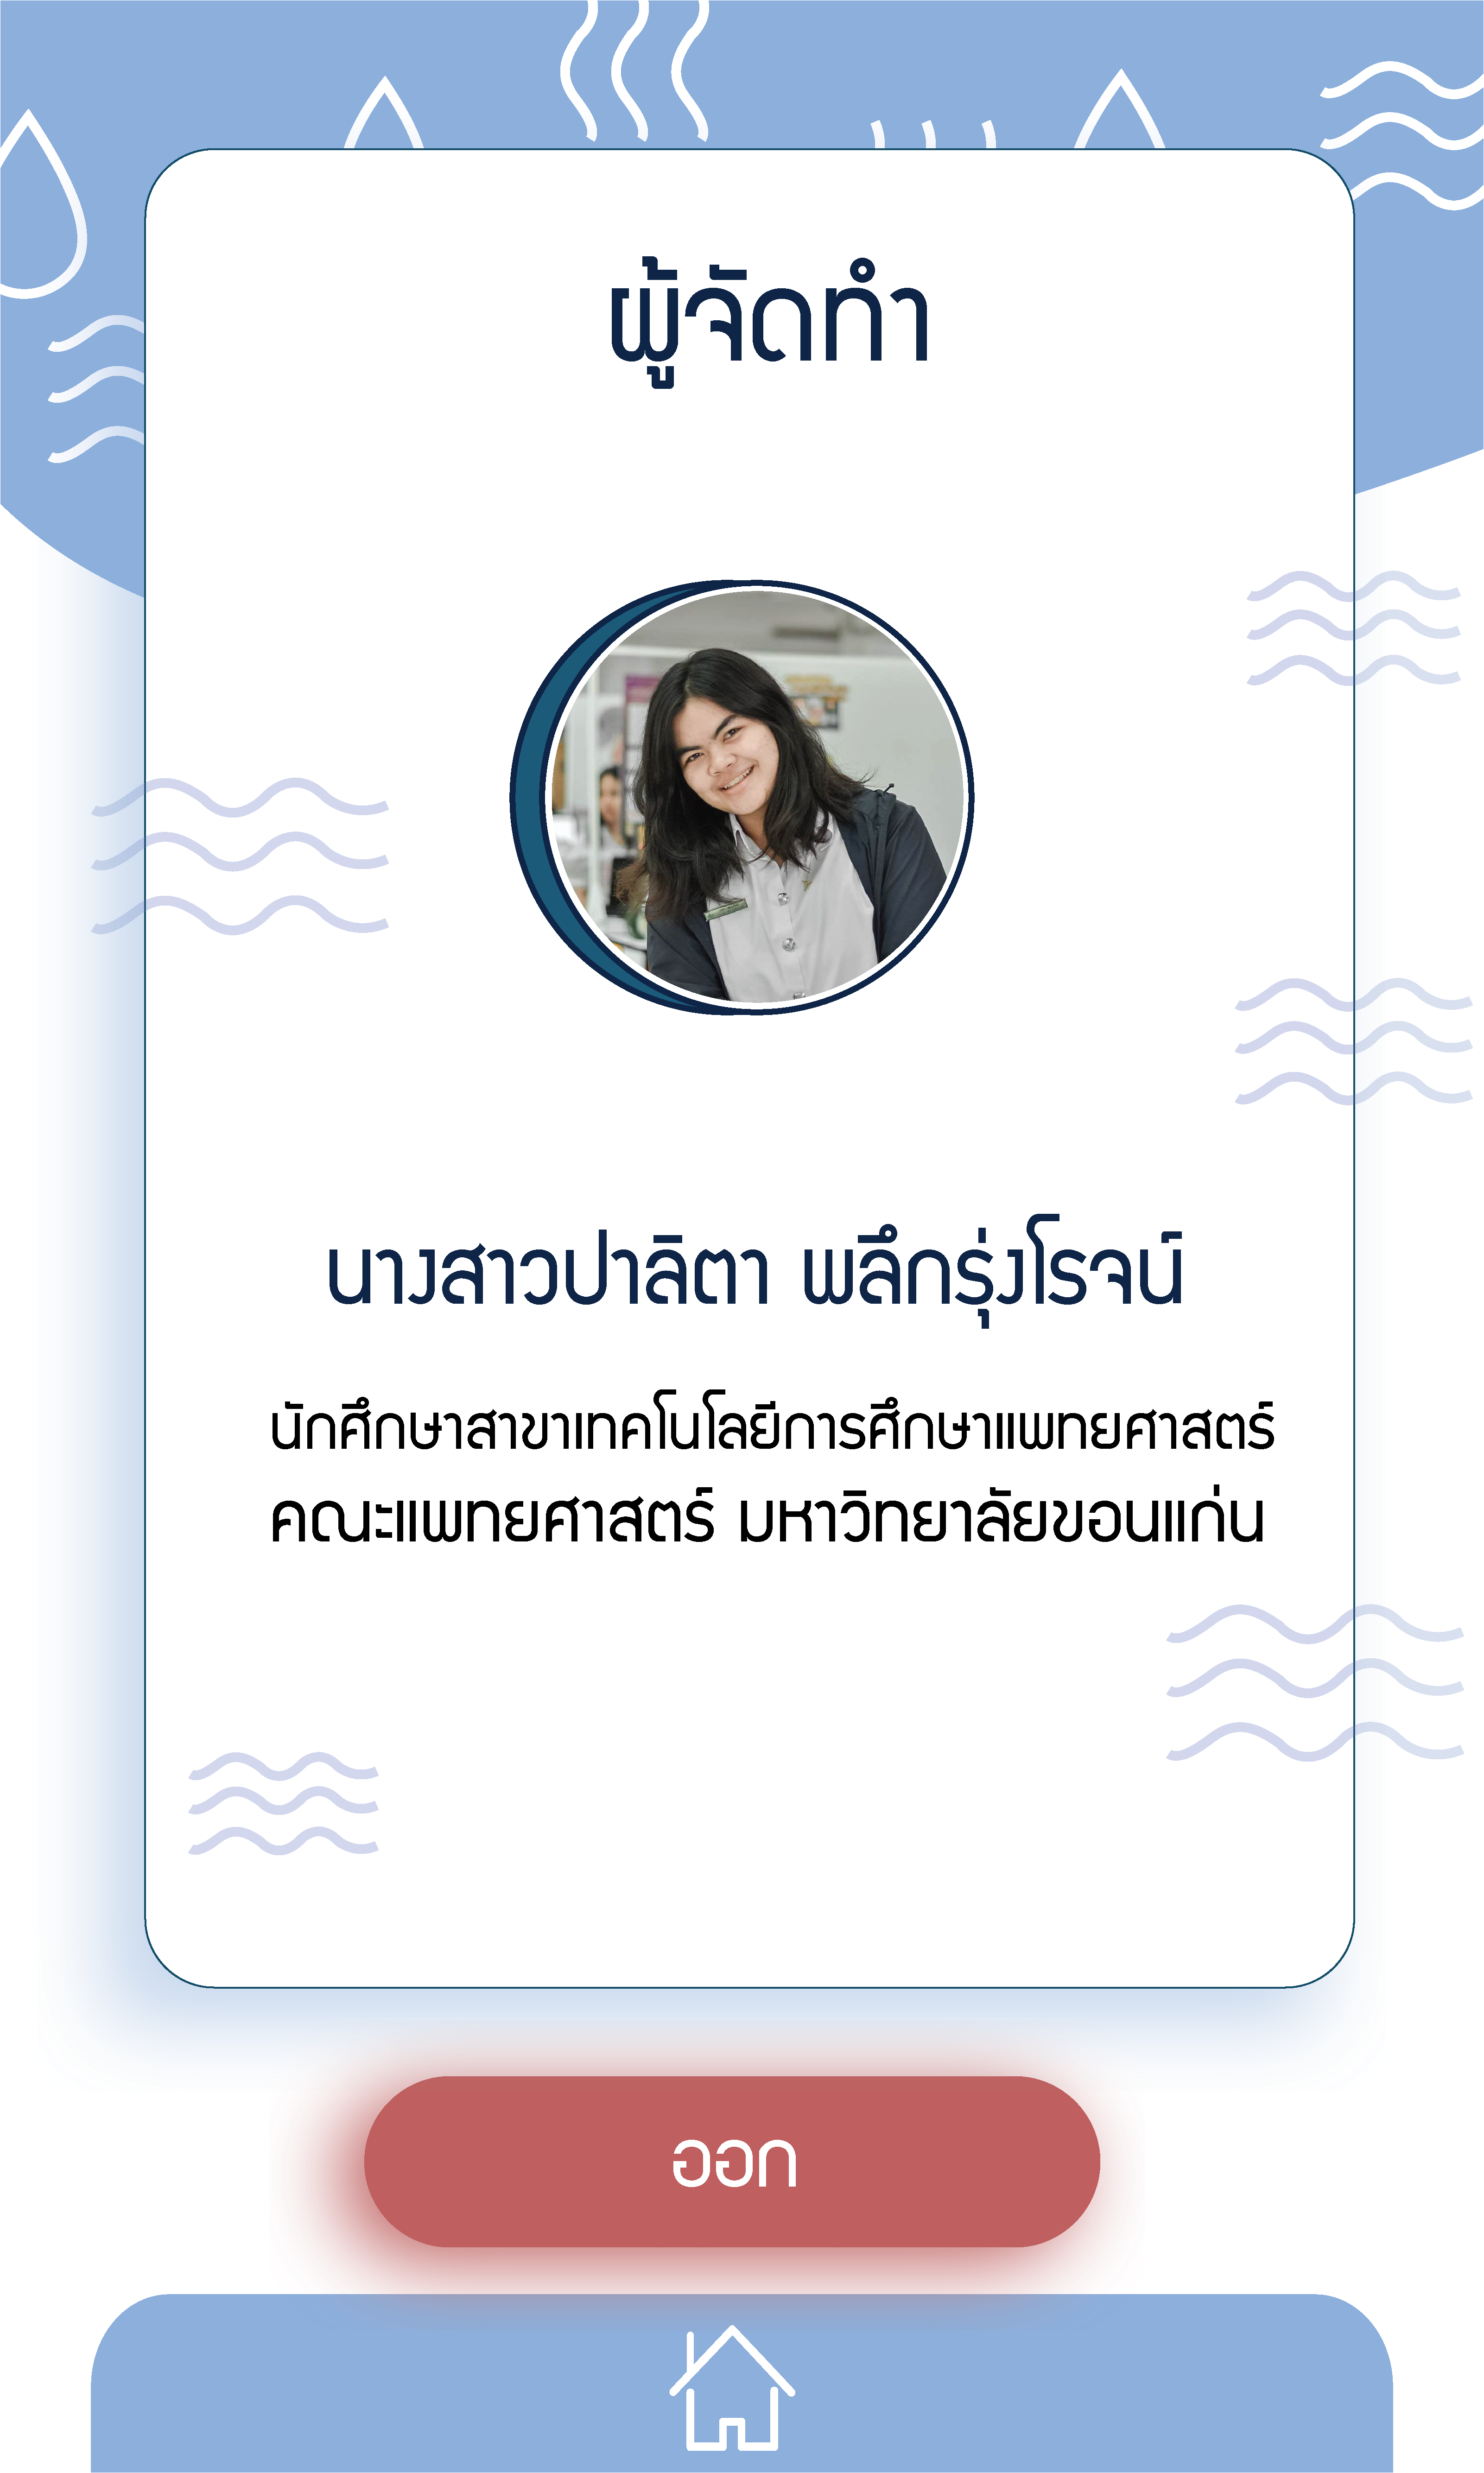 ผู้จัดทำ
นางสาวปาลิตา พลึกรุ่งโรจน์
นักศึกษาสาขาเทคโนโลยีการศึกษาแพทยศาสตร์
คณะแพทยศาสตร์ มหาวิทยาลัยขอนแก่น
ออก